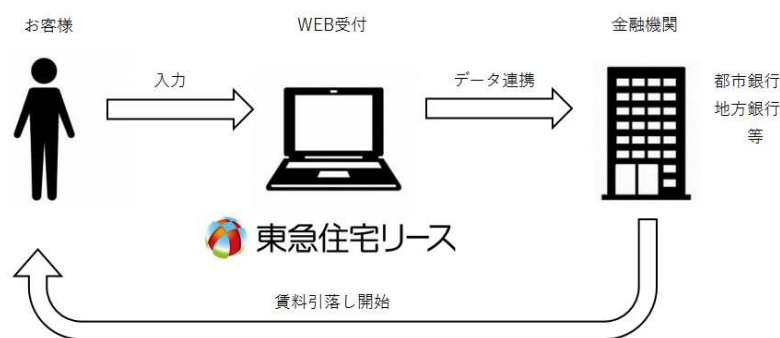 お客様
WEB受付
金融機関
入力
データ連携
都市銀行
地方銀行
等
東急住宅リース
賃料引落し開始